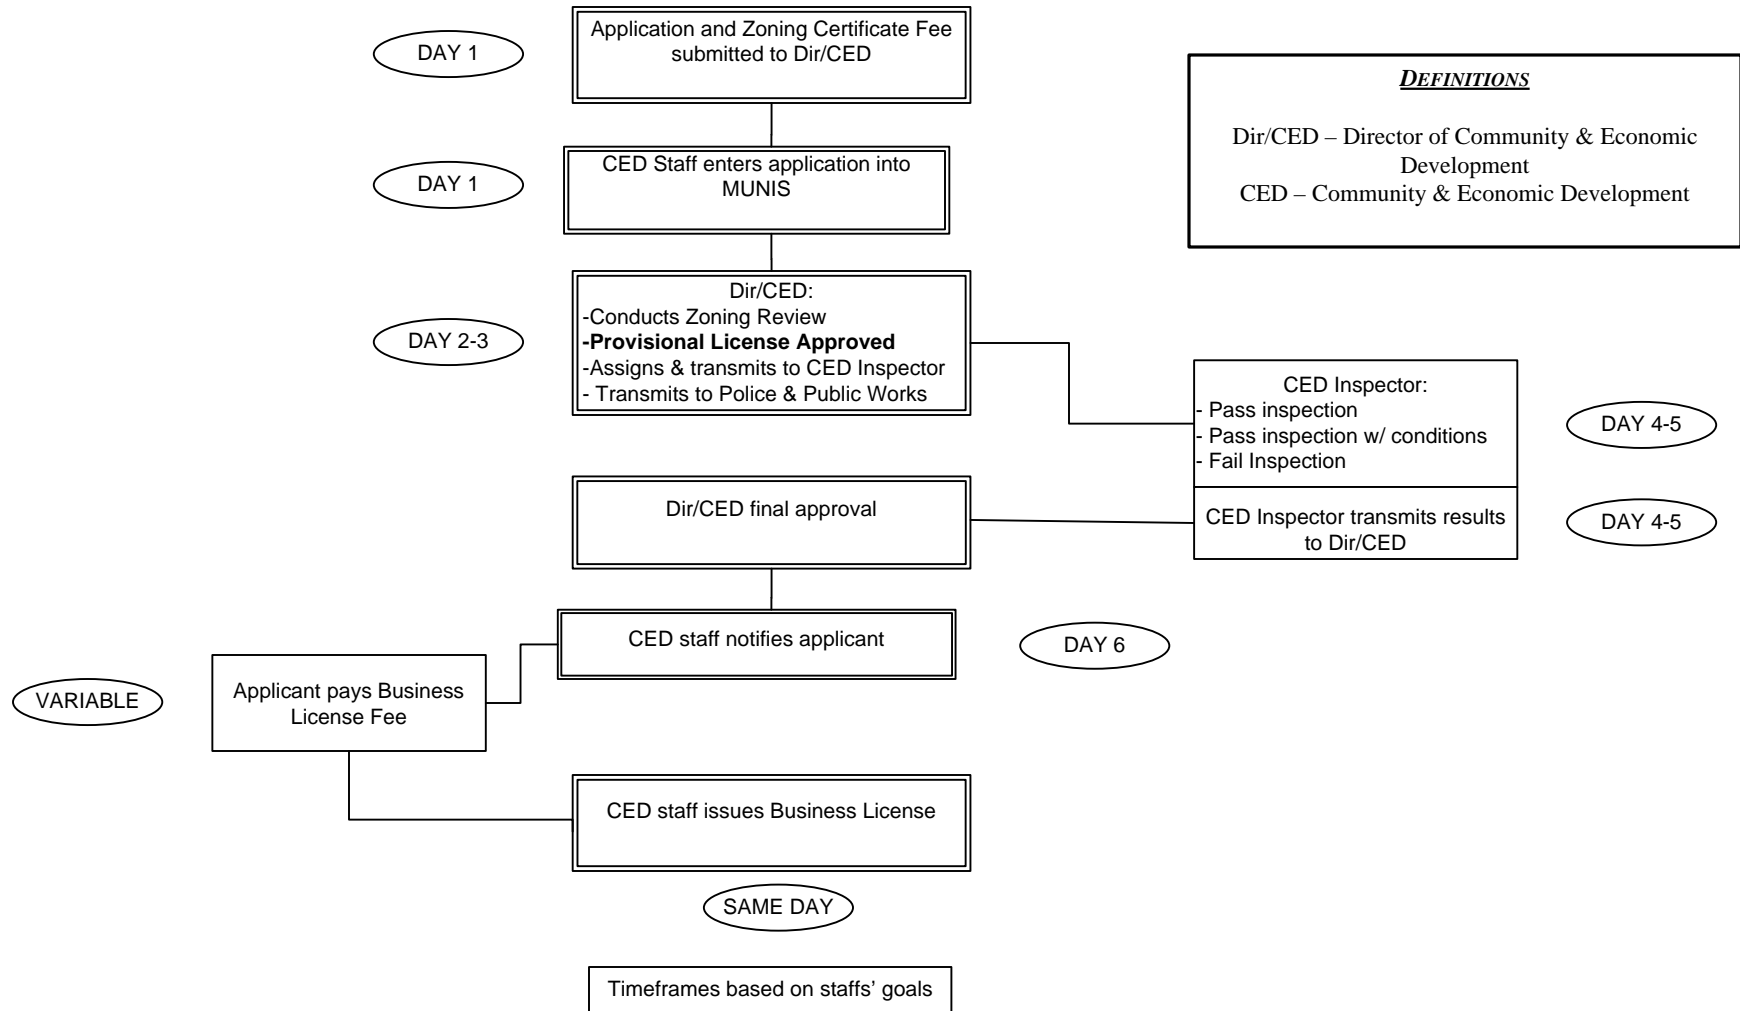 DAY 1
Application and Zoning Certificate Fee
submitted to Dir/CED
DEFINITIONS
Dir/CED – Director of Community & Economic
Development
CED – Community & Economic Development
DAY 1
CED Staff enters application into
MUNIS
DAY 2-3
Dir/CED:
-Conducts Zoning Review
-Provisional License Approved
-Assigns & transmits to CED Inspector
- Transmits to Police & Public Works
CED Inspector:
- Pass inspection
- Pass inspection w/ conditions
- Fail Inspection
DAY 4-5
CED Inspector transmits results
to Dir/CED
DAY 4-5
Dir/CED final approval
CED staff notifies applicant
DAY 6
VARIABLE
Applicant pays Business
License Fee
CED staff issues Business License
SAME DAY
Timeframes based on staffs’ goals